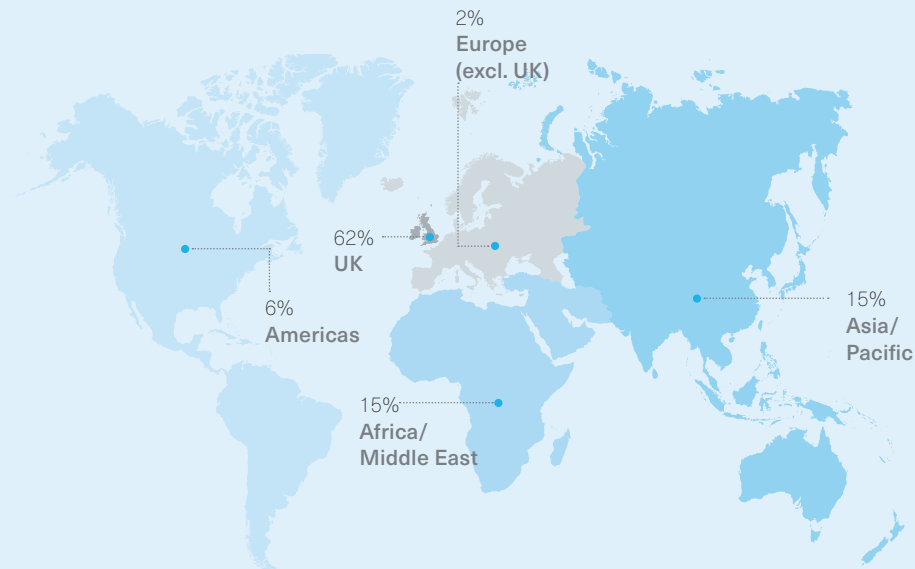 2%
Europe
(excl. UK)
62%
UK
6%
Americas
15%
Asia/
Pacific
15%
Africa/
Middle East